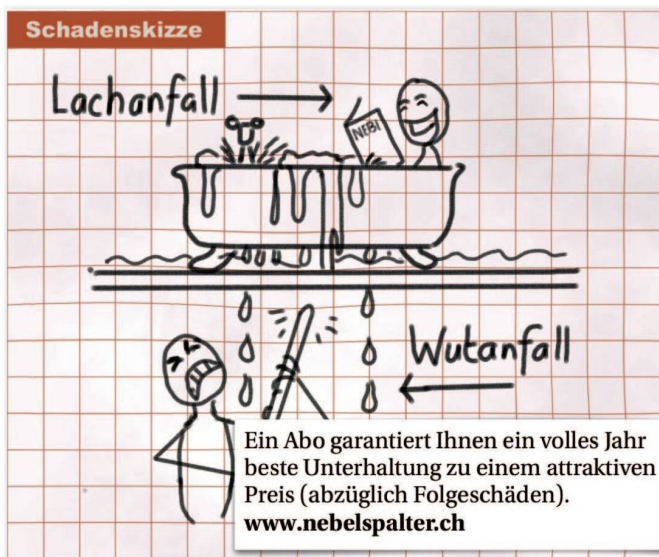 Schadenskizze
Lachanfall
NEBI
Wutanfall
Ein Abo garantiert Ihnen ein volles Jahr
beste Unterhaltung zu einem attraktiven
Preis (abzüglich Folgeschäden).
www.nebelspalter.ch